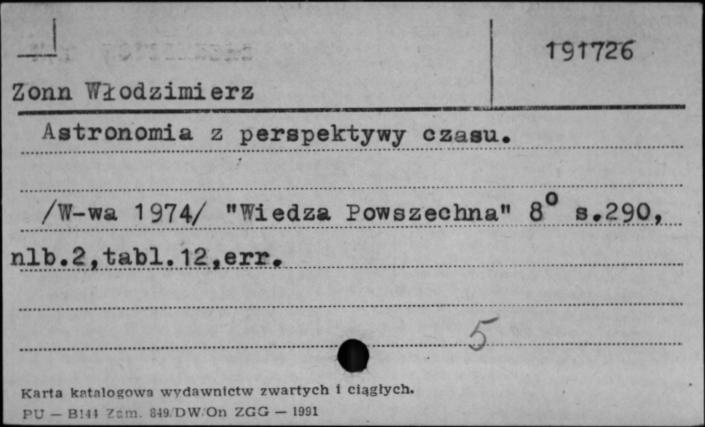 191726
Zonn Włodzimierz
Astronomia z perspektywy czasu.
/W-wa 1974/ "Wiedza Powszechna" 8° s.290,
nlb.2,tabl.12,err.
5
Karta katalogowa wydawnictw zwartych i ciągłych.
PU — B144 Zam. 849/DW/On ZGG — 1991